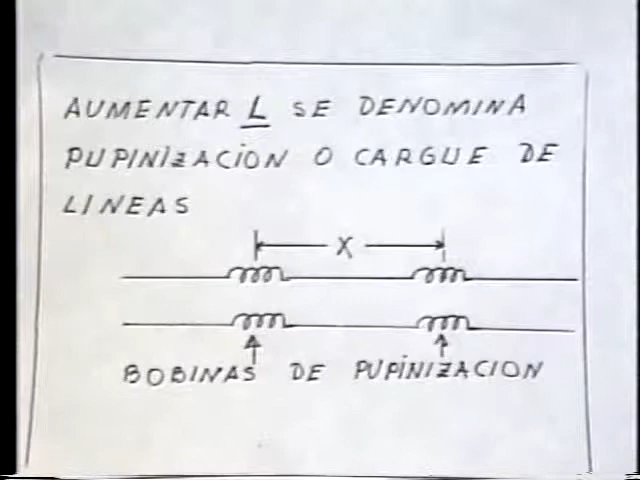 AUMENTAR L SE DENOMINA
PUPINIZACION O CARGUE DE
LINEAS
X
BOBINAS DE PUPINIZACION